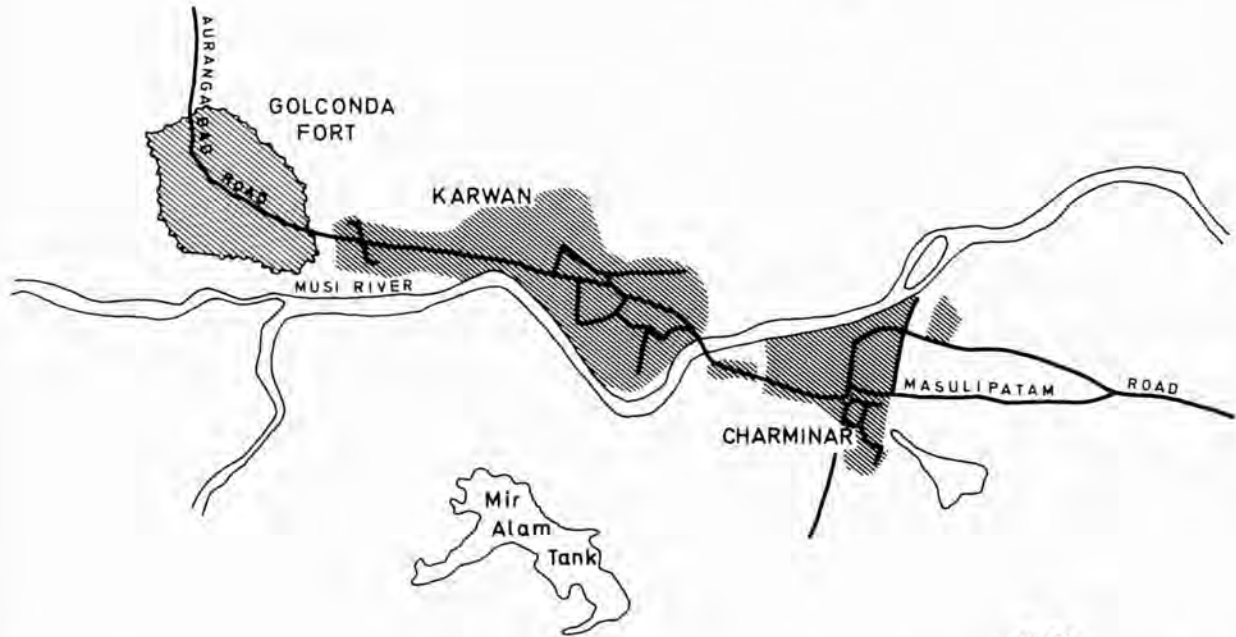 AURANGABAD
ROAD
GOLCONDA
FORT
KARWAN
MUSI RIVER
MASULIPATAM
ROAD
CHARMINAR
Mir
Alam
Tank